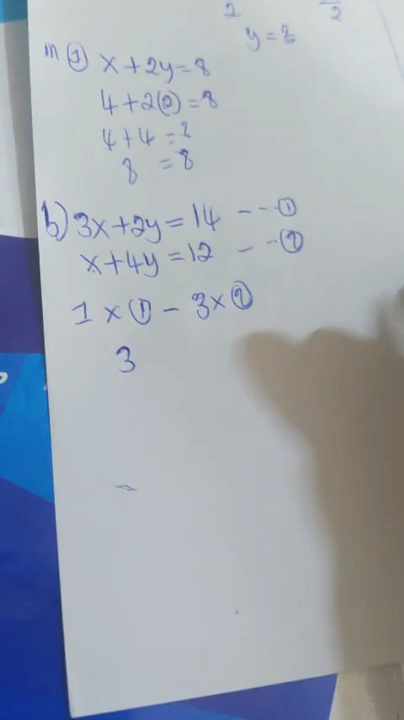 2
2
y = 2
in ① x + 2y = 8
4 + 2(2) = 8
4 + 4 = 8
8 = 8
b) 3x + 2y = 14 --- ①
x + 4y = 12 --- ②
1 × ① - 3 × ②
3